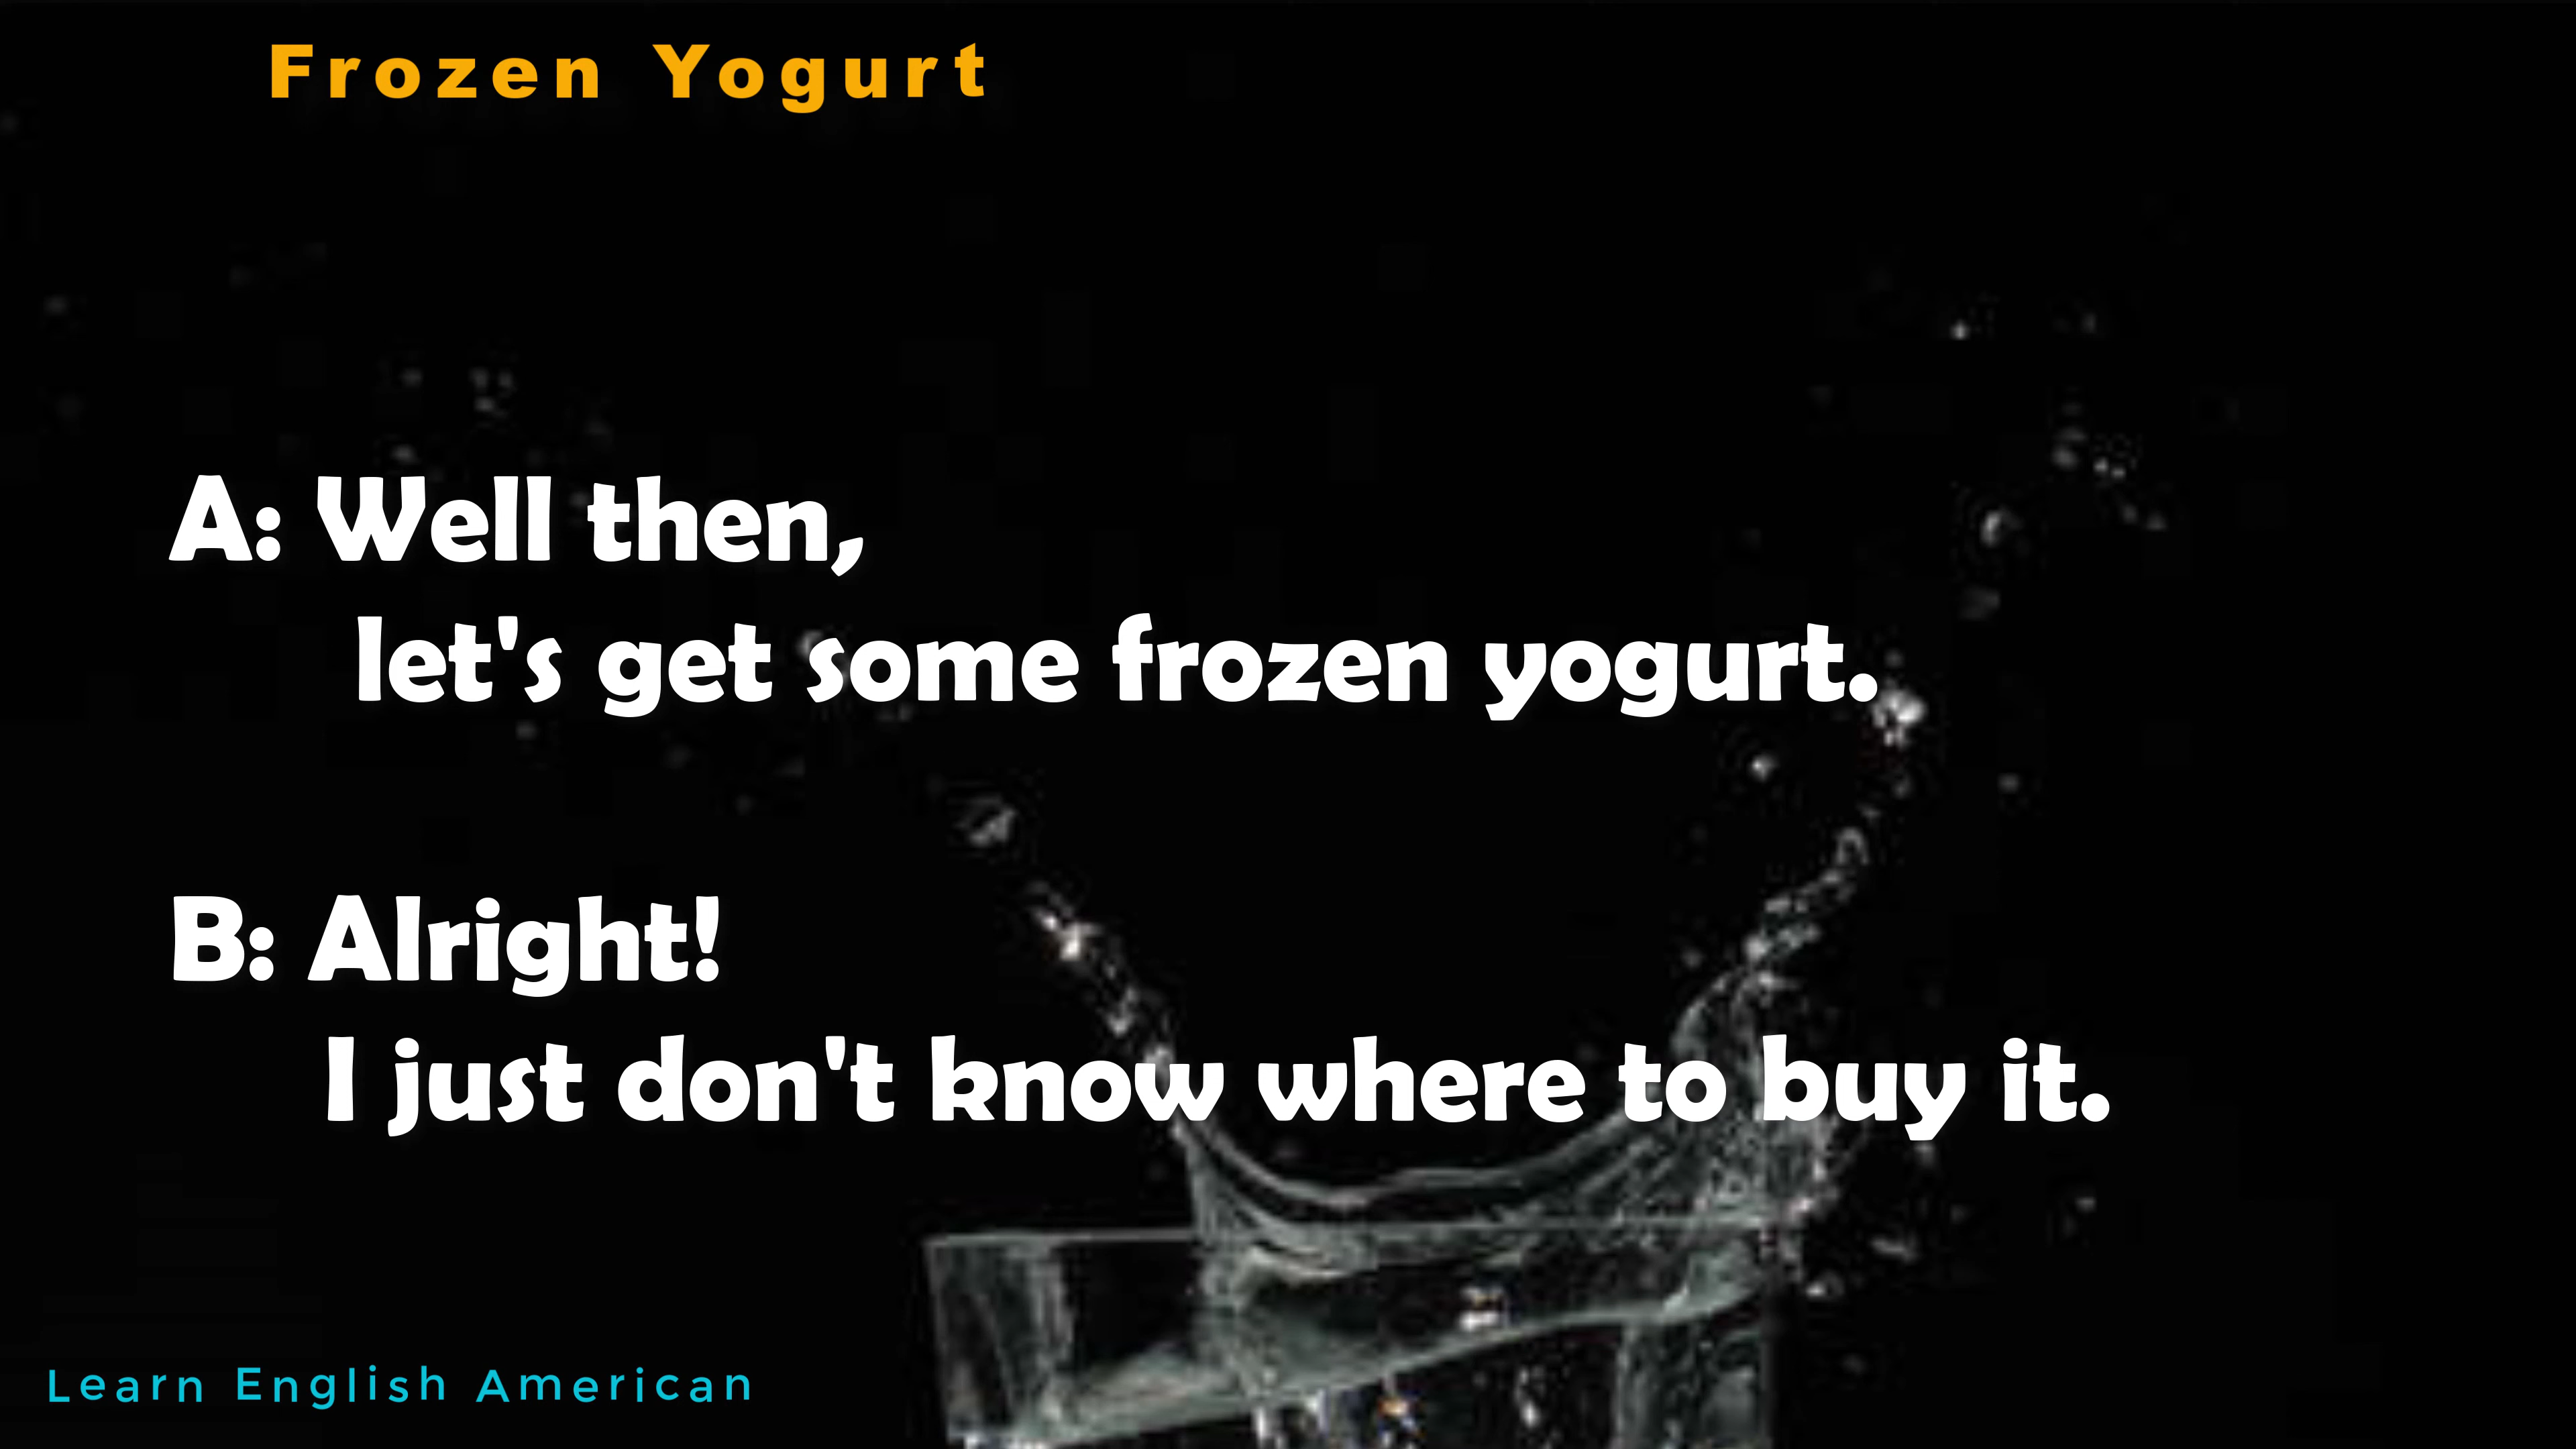 Frozen Yogurt
A: Well then,
let's get some frozen yogurt.
B: Alright!
I just don't know where to buy it.
Learn English American